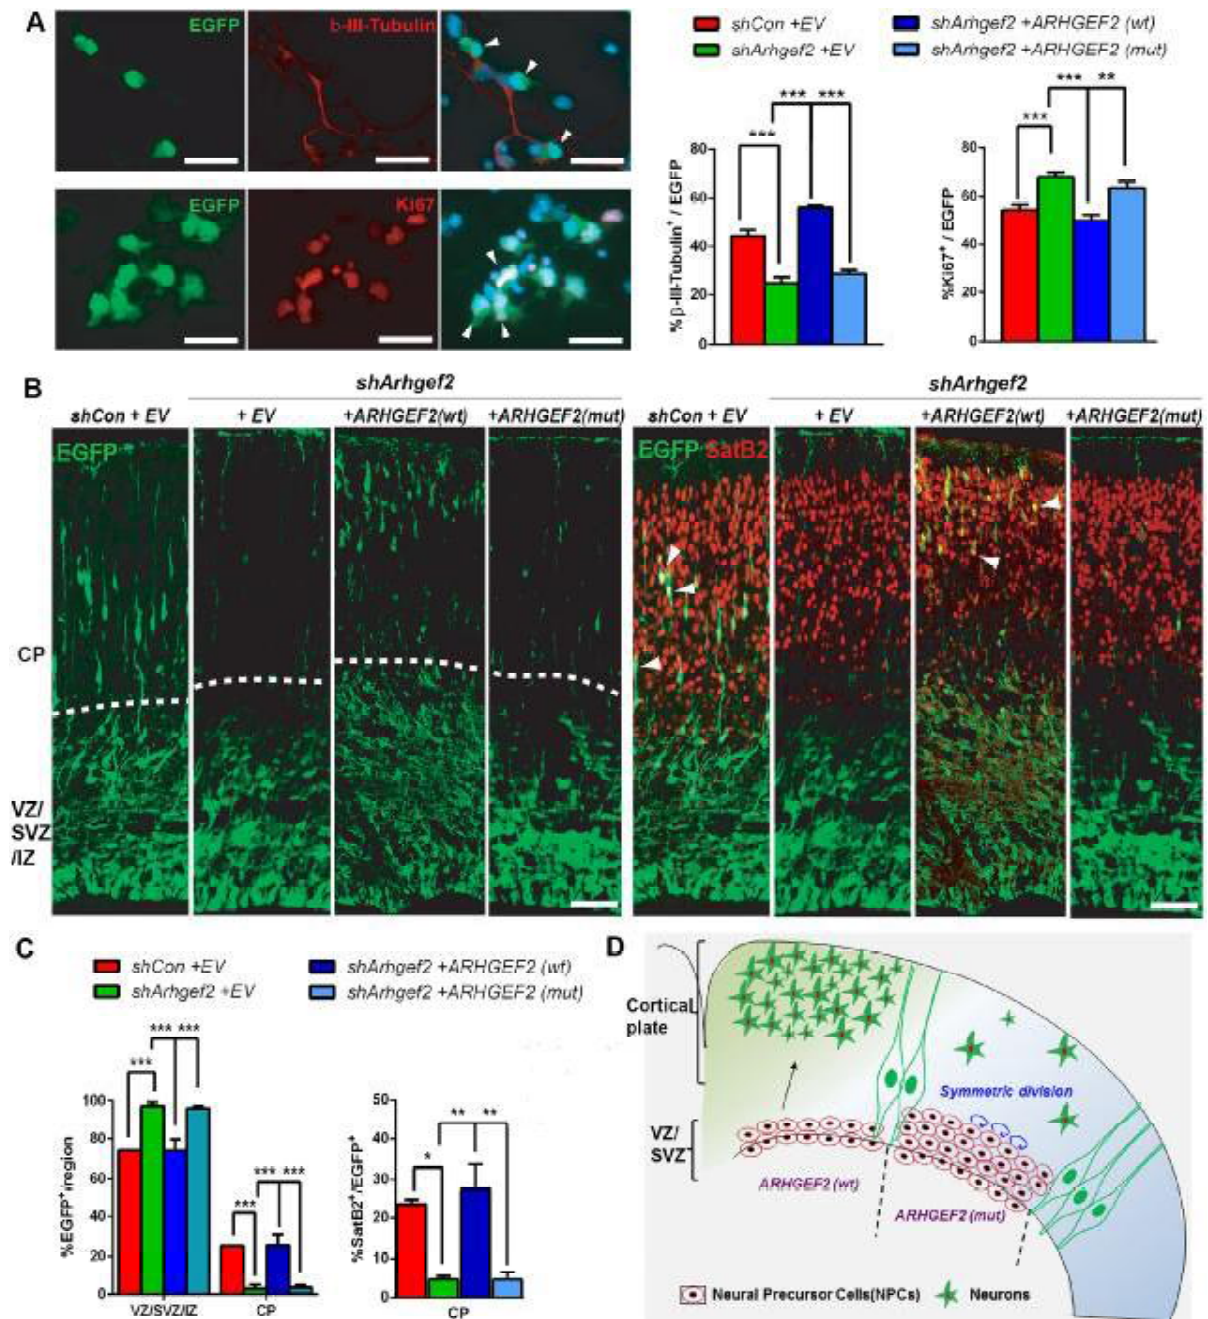 A
EGFP
b-III-Tubulin
EGFP
Ki67
shCon +EV
shArhgef2 +ARHGEF2 (wt)
shArhgef2 +EV
shArhgef2 +ARHGEF2 (mut)
*** ***
***
80
60
40
20
0
%β-III-Tubulin⁺ / EGFP
*** **
***
80
60
40
20
0
%Ki67⁺ / EGFP
B
shArhgef2
shArhgef2
shCon + EV
+ EV
+ARHGEF2(wt)
+ARHGEF2(mut)
shCon + EV
+ EV
+ARHGEF2(wt)
+ARHGEF2(mut)
EGFP
EGFP SatB2
CP
VZ/
SVZ
/IZ
C
shCon +EV
shArhgef2 +ARHGEF2 (wt)
shArhgef2 +EV
shArhgef2 +ARHGEF2 (mut)
*** ***
***
*** ***
***
100
80
60
40
20
0
%EGFP⁺/region
VZ/SVZ/IZ
CP
** **
*
50
40
30
20
10
0
%SatB2⁺/EGFP⁺
CP
D
Cortical
plate
Symmetric division
VZ/
SVZ
ARHGEF2 (wt)
ARHGEF2 (mut)
Neural Precursor Cells(NPCs)
Neurons